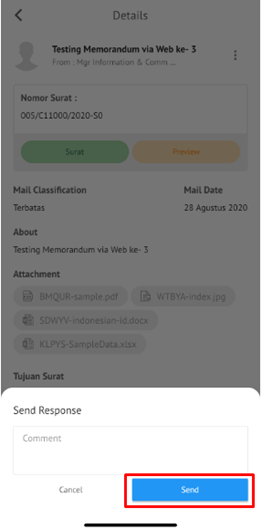 Details
Testing Memorandum via Web ke- 3
From : Mgr Information & Comm ...
Nomor Surat :
005/C11000/2020-S0
Surat
Preview
Mail Classification
Mail Date
Terbatas
28 Agustus 2020
About
Testing Memorandum via Web ke- 3
Attachment
BMQUR-sample.pdf
WTBYA-index.jpg
SDWYV-indonesian-id.docx
KLPYS-SampleData.xlsx
Tujuan Surat
Send Response
Comment
Cancel
Send